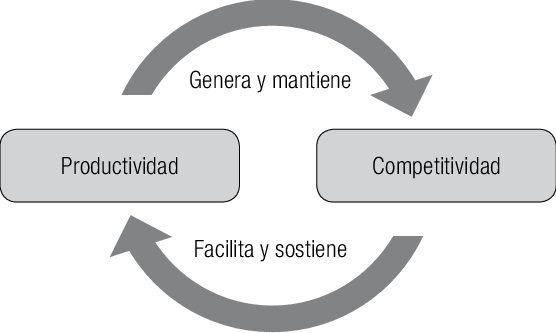 Genera y mantiene
Productividad
Competitividad
Facilita y sostiene